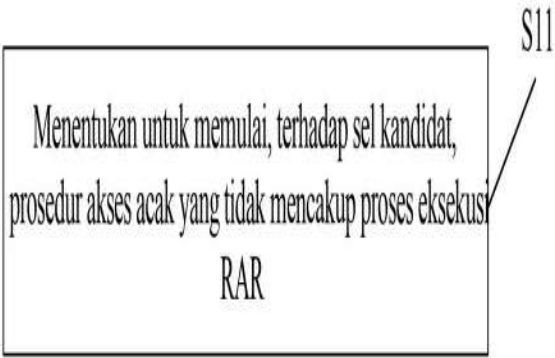 S11
Menentukan untuk memulai, terhadap sel kandidat,
prosedur akses acak yang tidak mencakup proses eksekusi
RAR